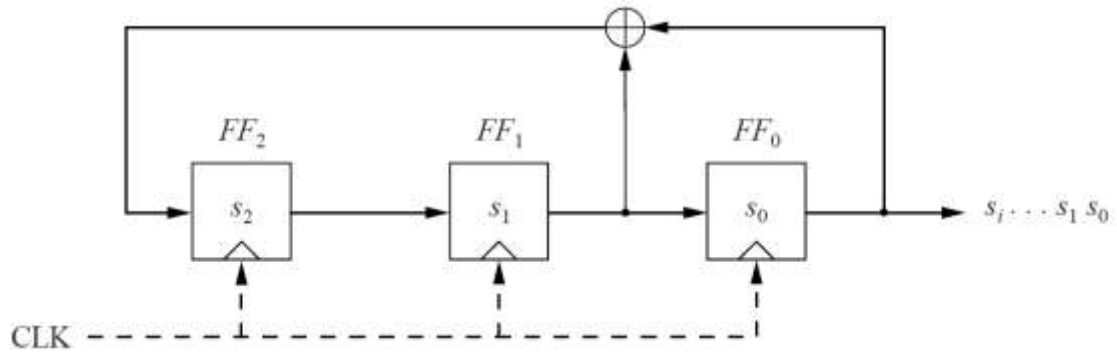 FF₂ FF₁ FF₀
s₂ s₁ s₀ sᵢ . . . s₁ s₀
CLK